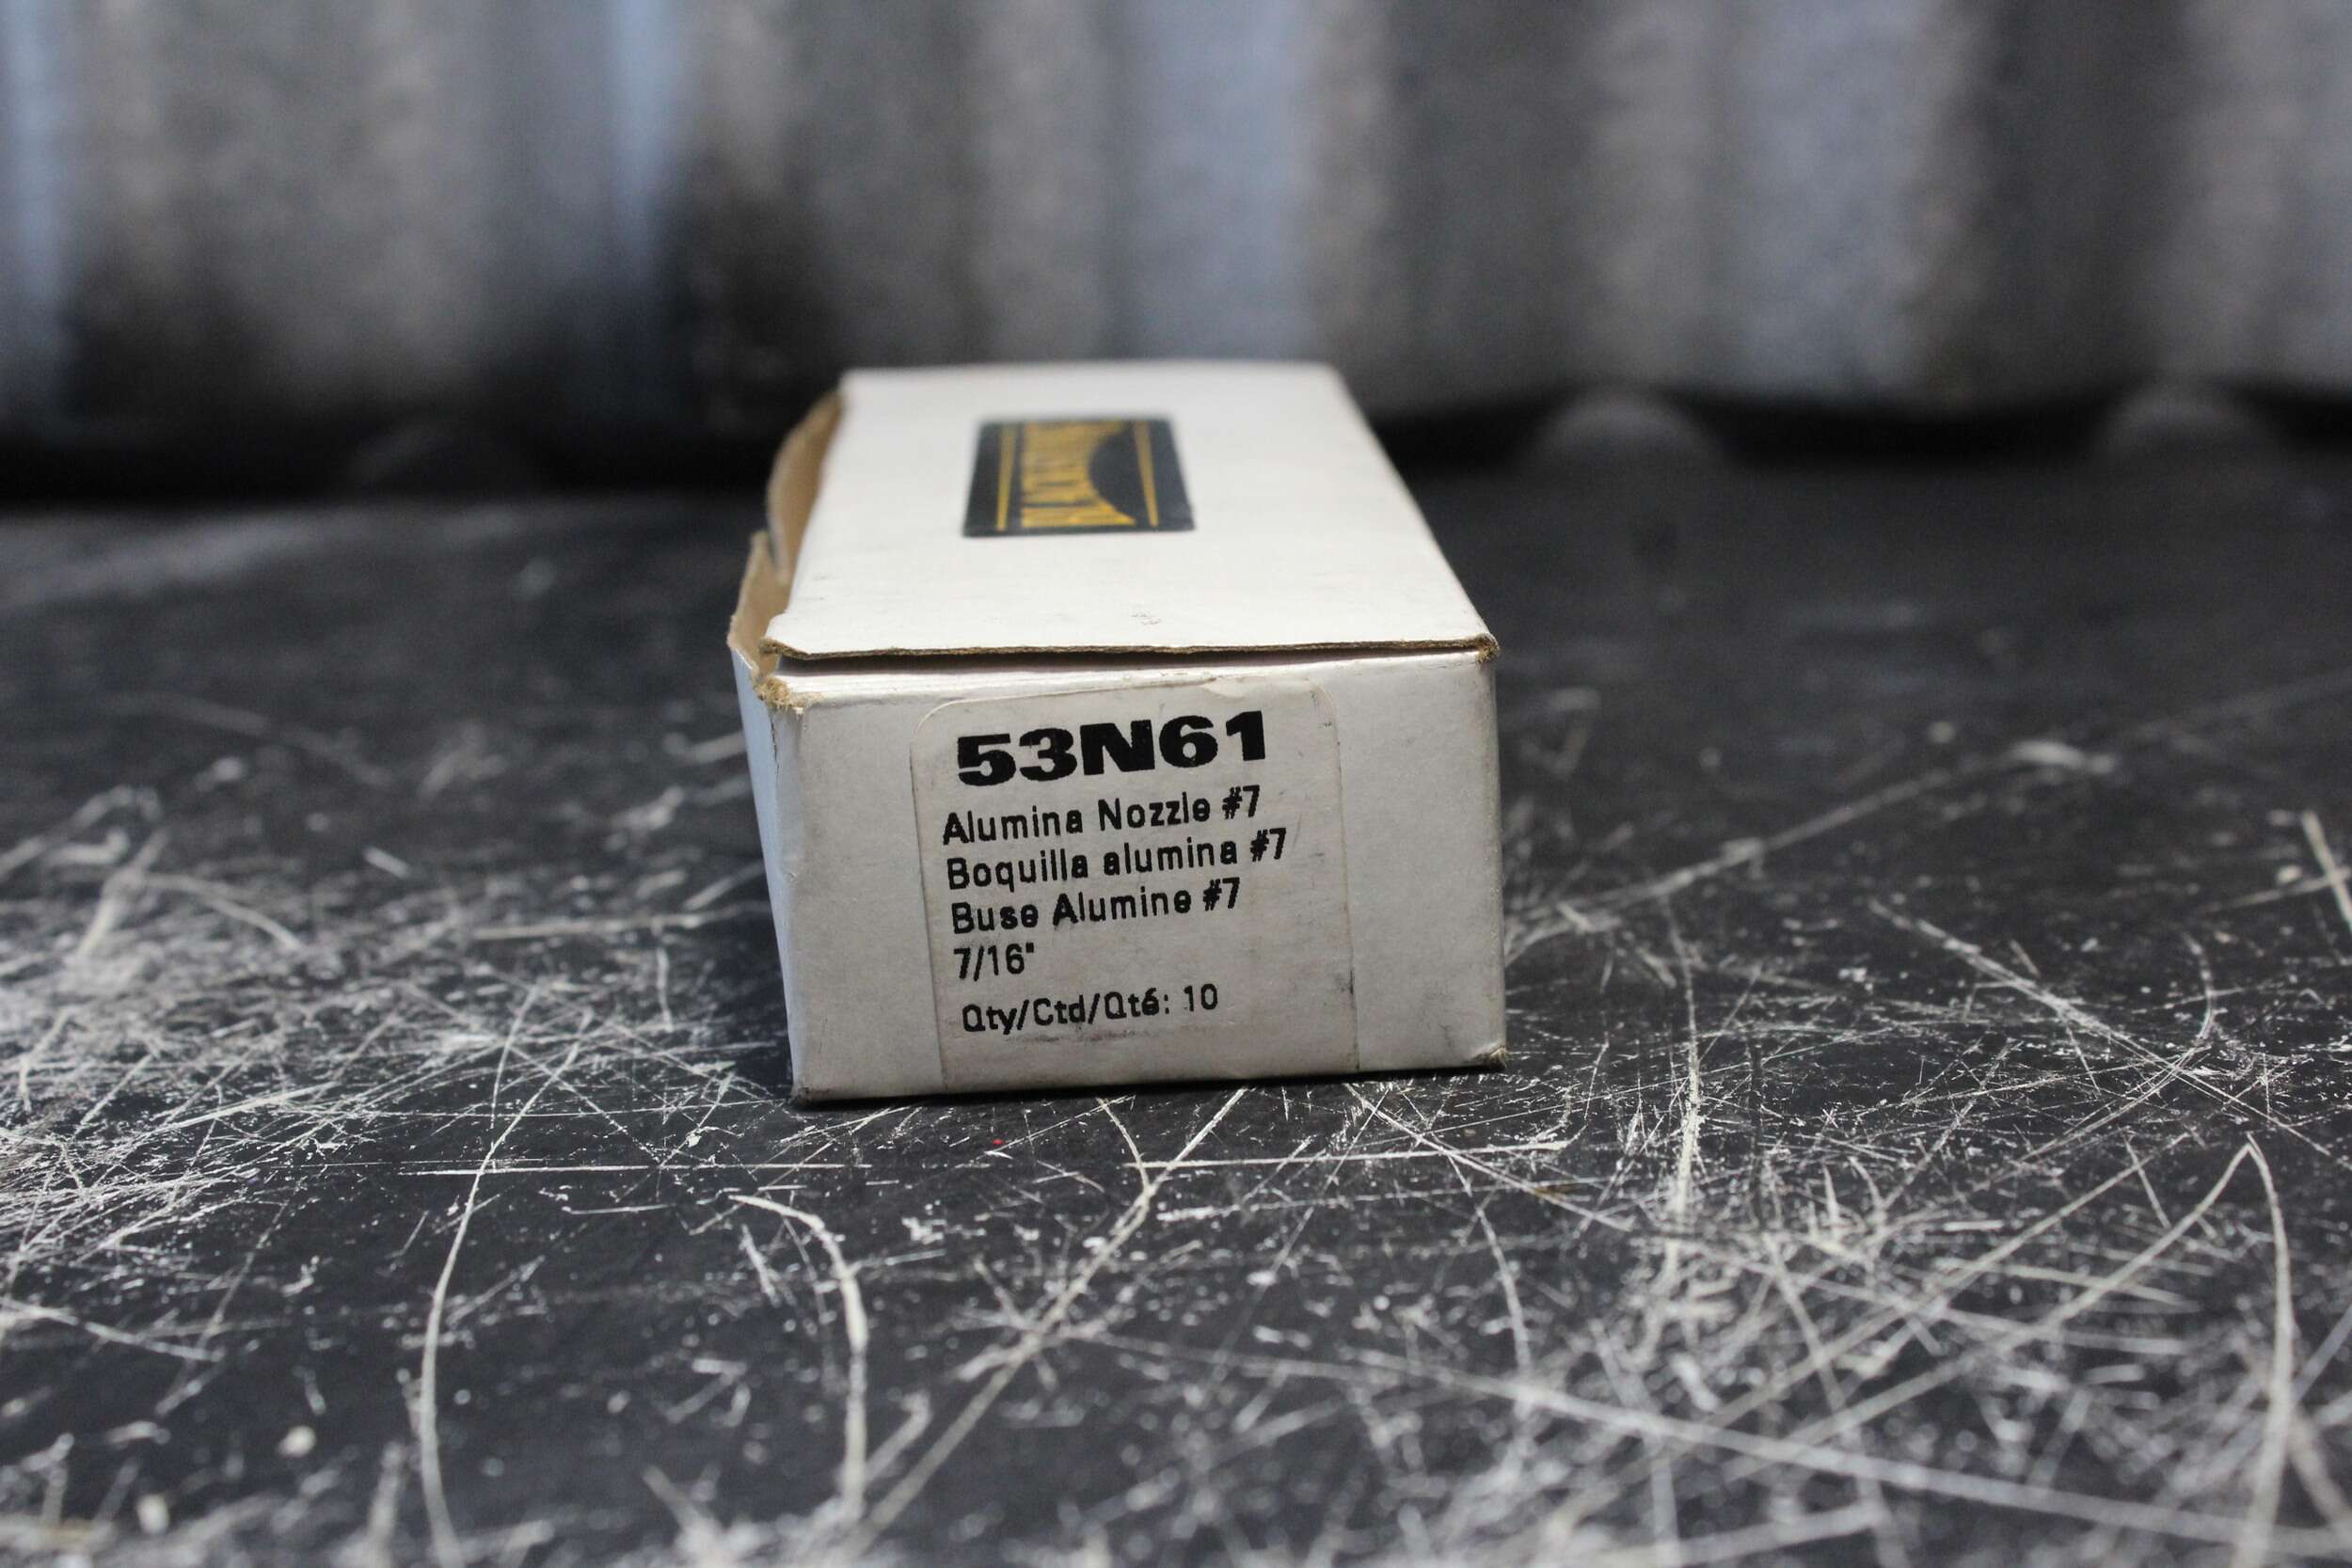 53N61
Alumina Nozzle #7
Boquilla alumina #7
Buse Alumine #7
7/16"
Qty/Ctd/Qté: 10